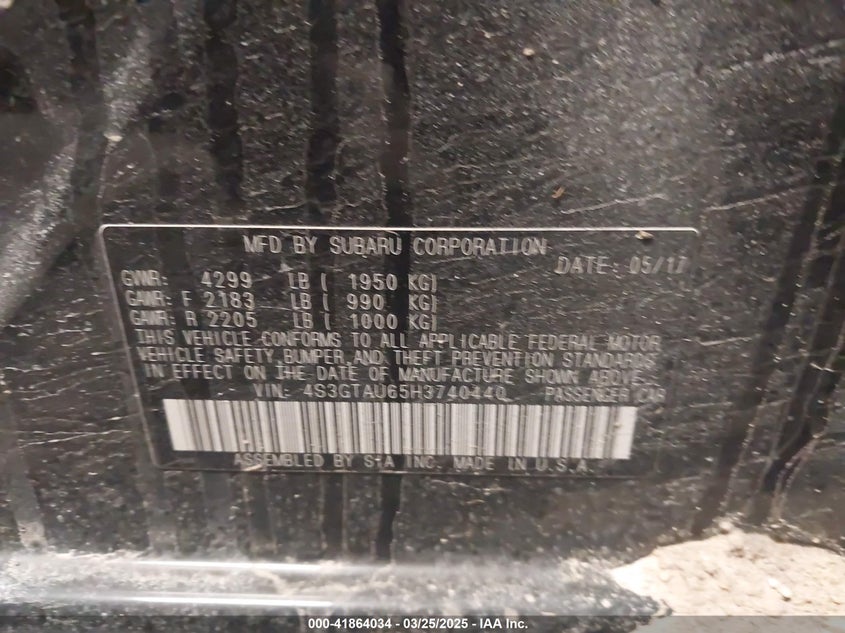 MFD BY SUBARU CORPORATION
DATE: 05/17
GVWR: 4299 LB ( 1950 KG)
GAWR: F 2183 LB ( 990 KG)
GAWR: R 2205 LB ( 1000 KG)
THIS VEHICLE CONFORMS TO ALL APPLICABLE FEDERAL MOTOR
VEHICLE SAFETY, BUMPER, AND THEFT PREVENTION STANDARDS
IN EFFECT ON THE DATE OF MANUFACTURE SHOWN ABOVE.
VIN: 4S3GTAU65H3740440 PASSENGER CAR
ASSEMBLED BY SIA INC. MADE IN U.S.A.
000-41864034 / 03/25/2025 - IAA Inc.